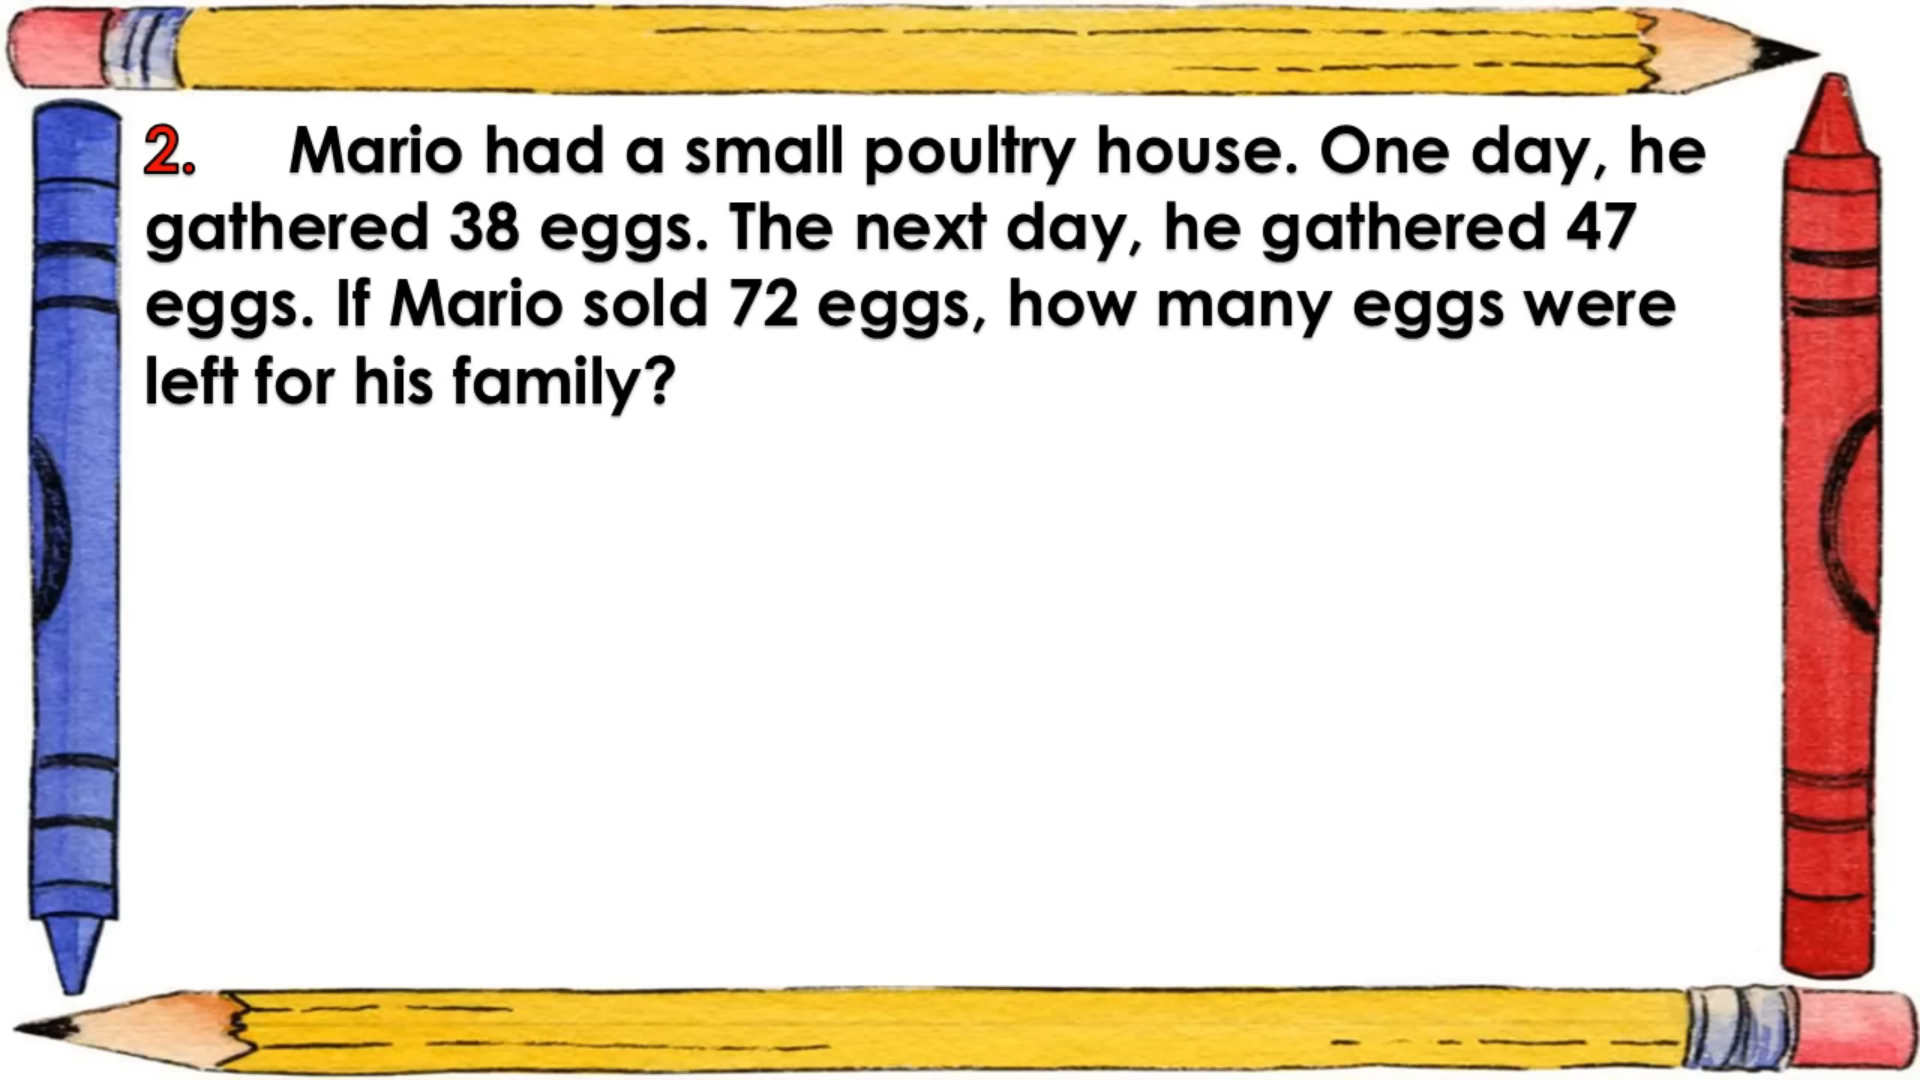 2. Mario had a small poultry house. One day, he
gathered 38 eggs. The next day, he gathered 47
eggs. If Mario sold 72 eggs, how many eggs were
left for his family?